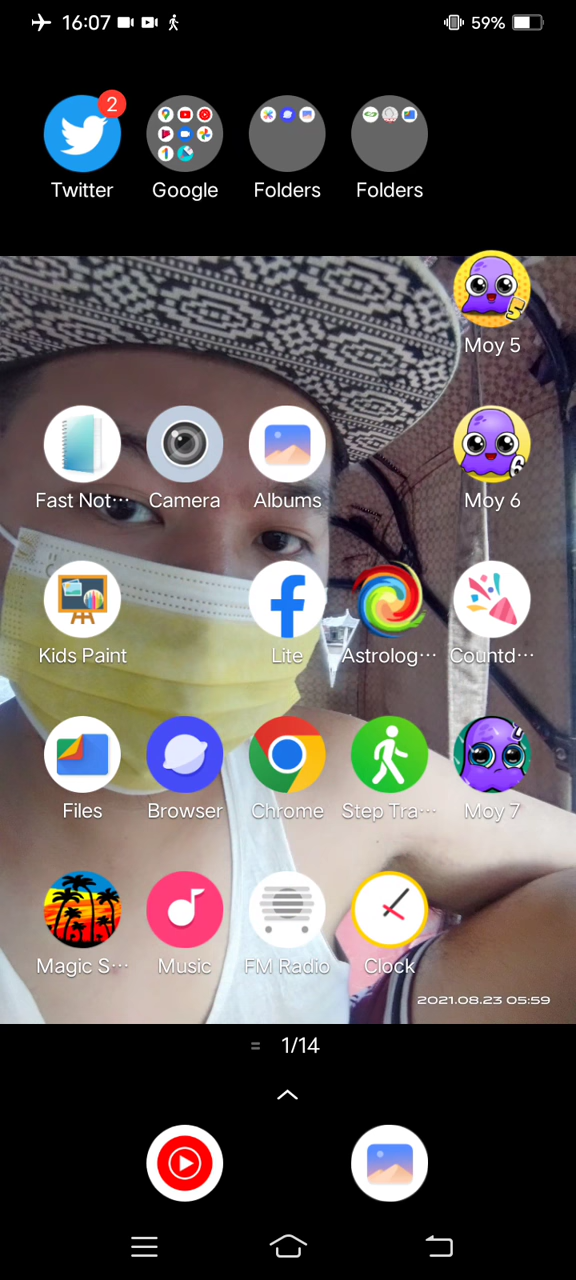 16:07
59%
2
Twitter
Google
Folders
Folders
5
Moy 5
6
Fast Not···
Camera
Albums
Moy 6
Kids Paint
Lite
Astrolog···
Countd···
Files
Browser
Chrome
Step Tra···
Moy 7
Magic S···
Music
FM Radio
Clock
2021.08.23 05:59
1/14